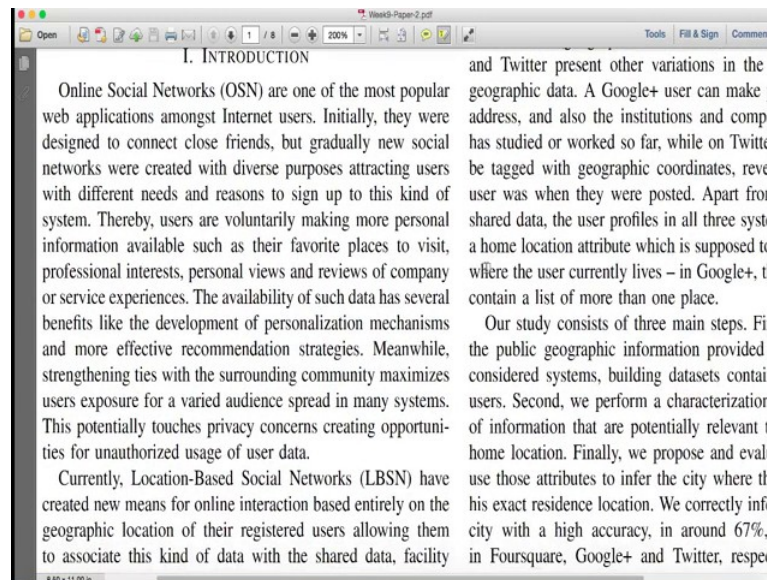 Week9-Paper-2.pdf
Open
1 / 8
200%
Tools Fill & Sign Commen
I. INTRODUCTION
Online Social Networks (OSN) are one of the most popular
web applications amongst Internet users. Initially, they were
designed to connect close friends, but gradually new social
networks were created with diverse purposes attracting users
with different needs and reasons to sign up to this kind of
system. Thereby, users are voluntarily making more personal
information available such as their favorite places to visit,
professional interests, personal views and reviews of company
or service experiences. The availability of such data has several
benefits like the development of personalization mechanisms
and more effective recommendation strategies. Meanwhile,
strengthening ties with the surrounding community maximizes
users exposure for a varied audience spread in many systems.
This potentially touches privacy concerns creating opportuni-
ties for unauthorized usage of user data.
Currently, Location-Based Social Networks (LBSN) have
created new means for online interaction based entirely on the
geographic location of their registered users allowing them
to associate this kind of data with the shared data, facility
8.50 x 11.00 in
and Twitter present other variations in the
geographic data. A Google+ user can make
address, and also the institutions and comp
has studied or worked so far, while on Twitte
be tagged with geographic coordinates, reve
user was when they were posted. Apart from
shared data, the user profiles in all three syst
a home location attribute which is supposed to
where the user currently lives – in Google+, t
contain a list of more than one place.
Our study consists of three main steps. Fi
the public geographic information provided
considered systems, building datasets contai
users. Second, we perform a characterization
of information that are potentially relevant t
home location. Finally, we propose and eval
use those attributes to infer the city where th
his exact residence location. We correctly inf
city with a high accuracy, in around 67%,
in Foursquare, Google+ and Twitter, respec